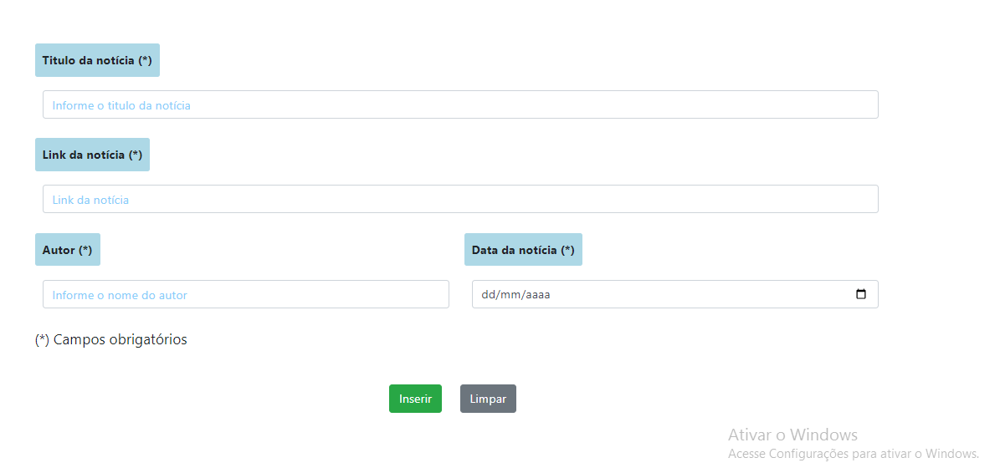 Titulo da notícia (*)
Informe o titulo da notícia
Link da notícia (*)
Link da notícia
Autor (*)
Data da notícia (*)
Informe o nome do autor
dd/mm/aaaa
(*) Campos obrigatórios
Inserir
Limpar
Ativar o Windows
Acesse Configurações para ativar o Windows.